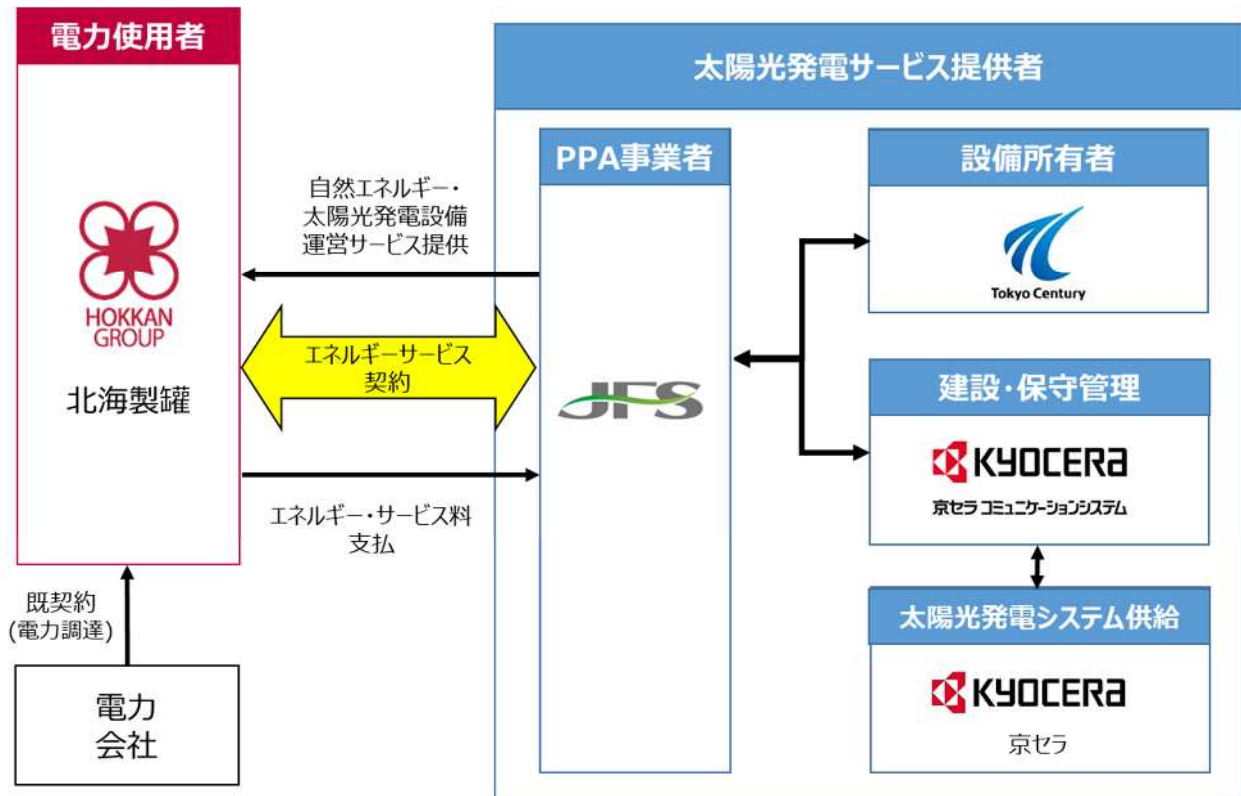 電力使用者
HOKKAN
GROUP
北海製罐
既契約
(電力調達)
電力
会社
自然エネルギー・
太陽光発電設備
運営サービス提供
エネルギーサービス
契約
エネルギー・サービス料
支払
太陽光発電サービス提供者
PPA事業者
JFS
設備所有者
Tokyo Century
建設・保守管理
KYOCERA
京セラ コミュニケーションシステム
太陽光発電システム供給
KYOCERA
京セラ